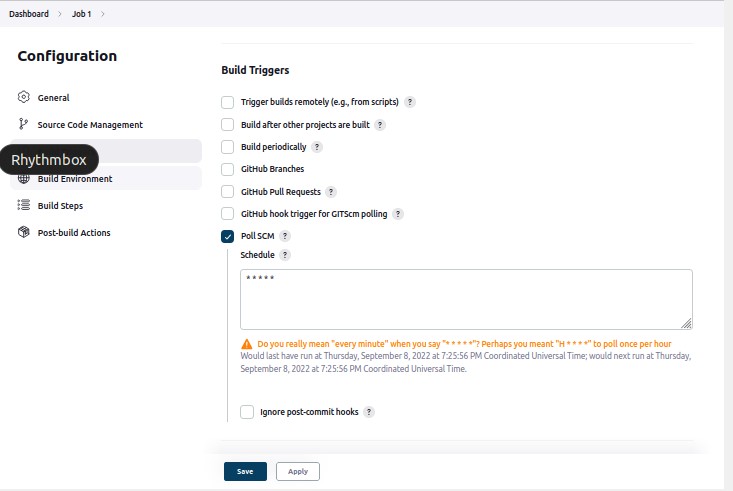 Dashboard
Job 1
Configuration
General
Source Code Management
Rhythmbox
Build Environment
Build Steps
Post-build Actions
Build Triggers
Trigger builds remotely (e.g., from scripts) ?
Build after other projects are built ?
Build periodically ?
GitHub Branches
GitHub Pull Requests ?
GitHub hook trigger for GITScm polling ?
Poll SCM ?
Schedule ?
* * * * *
Do you really mean "every minute" when you say "* * * * *"? Perhaps you meant "H * * * *" to poll once per hour
Would last have run at Thursday, September 8, 2022 at 7:25:56 PM Coordinated Universal Time; would next run at Thursday,
September 8, 2022 at 7:25:56 PM Coordinated Universal Time.
Ignore post-commit hooks ?
Save
Apply